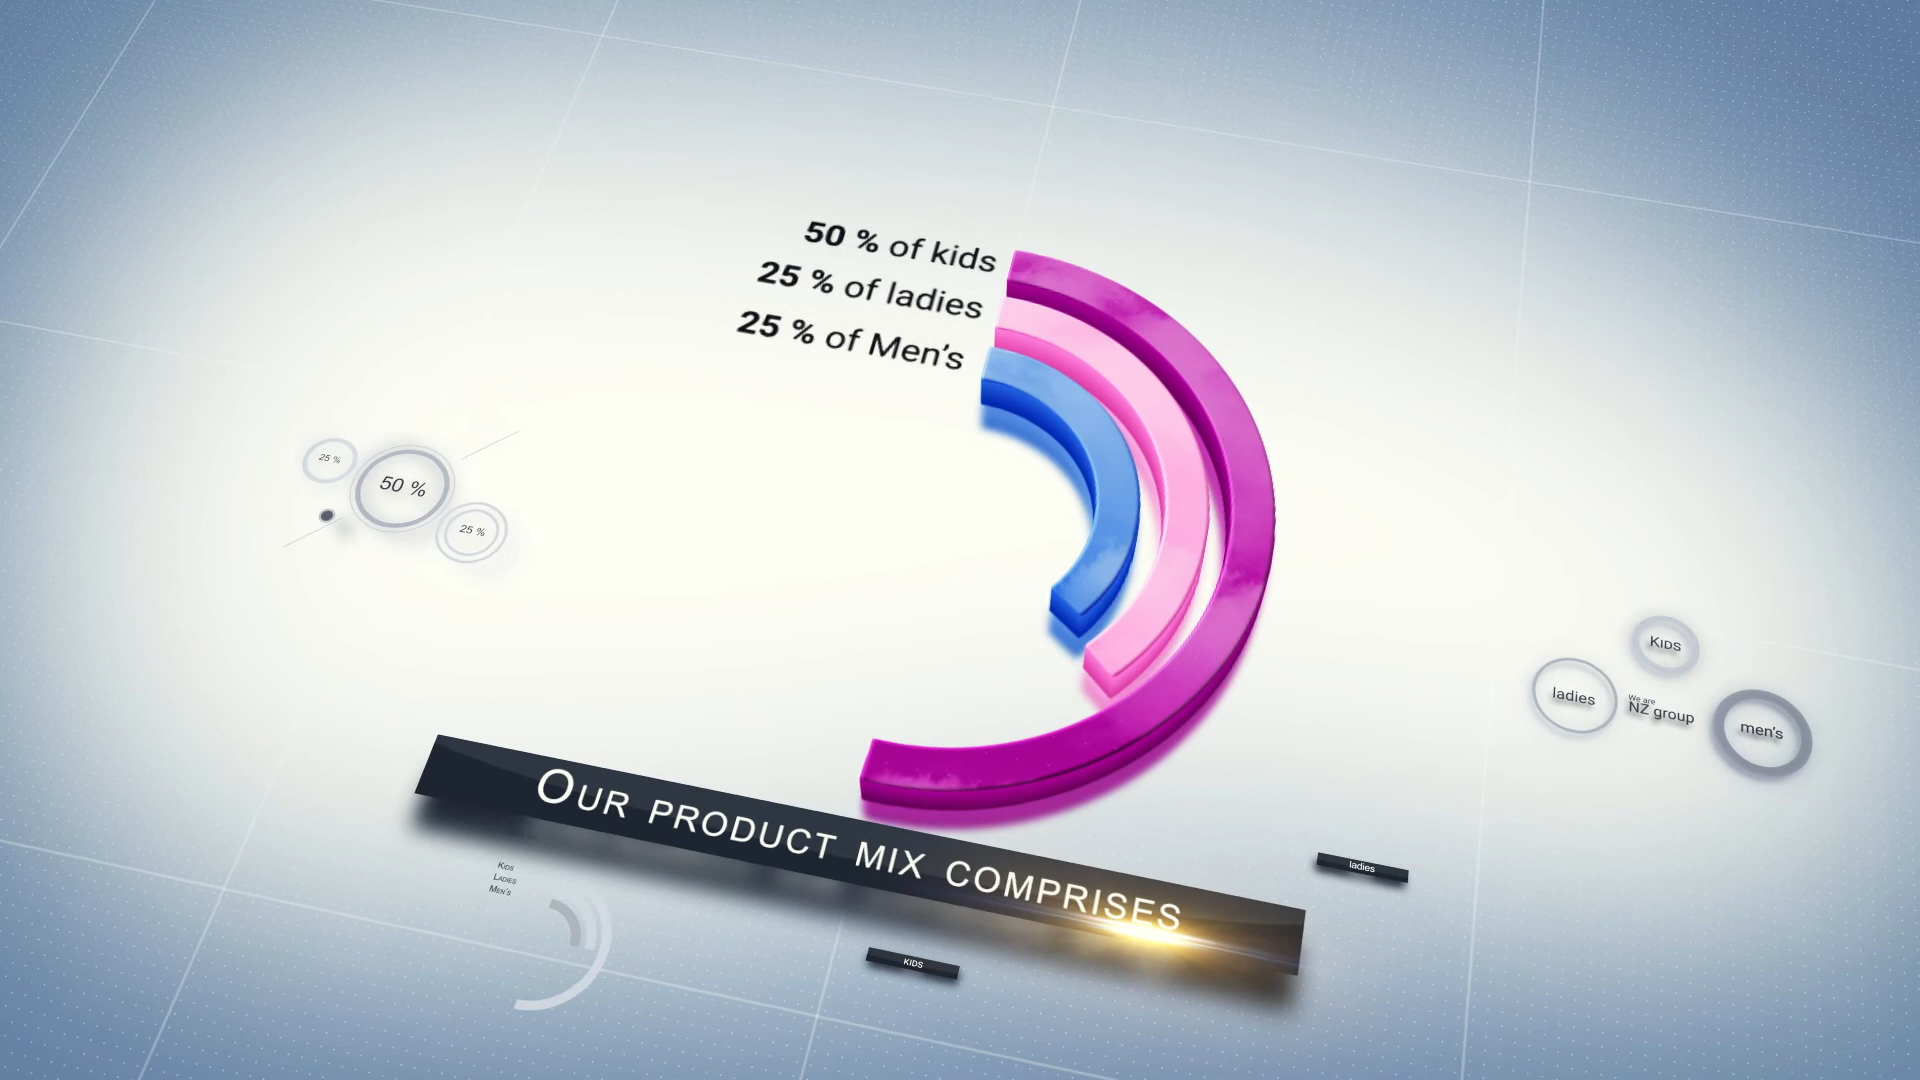 50 % of kids
25 % of ladies
25 % of Men's
25 %
50 %
25 %
KIDS
ladies
We are
NZ group
men's
OUR PRODUCT MIX COMPRISES
ladies
KIDS
LADIES
MEN'S
KIDS